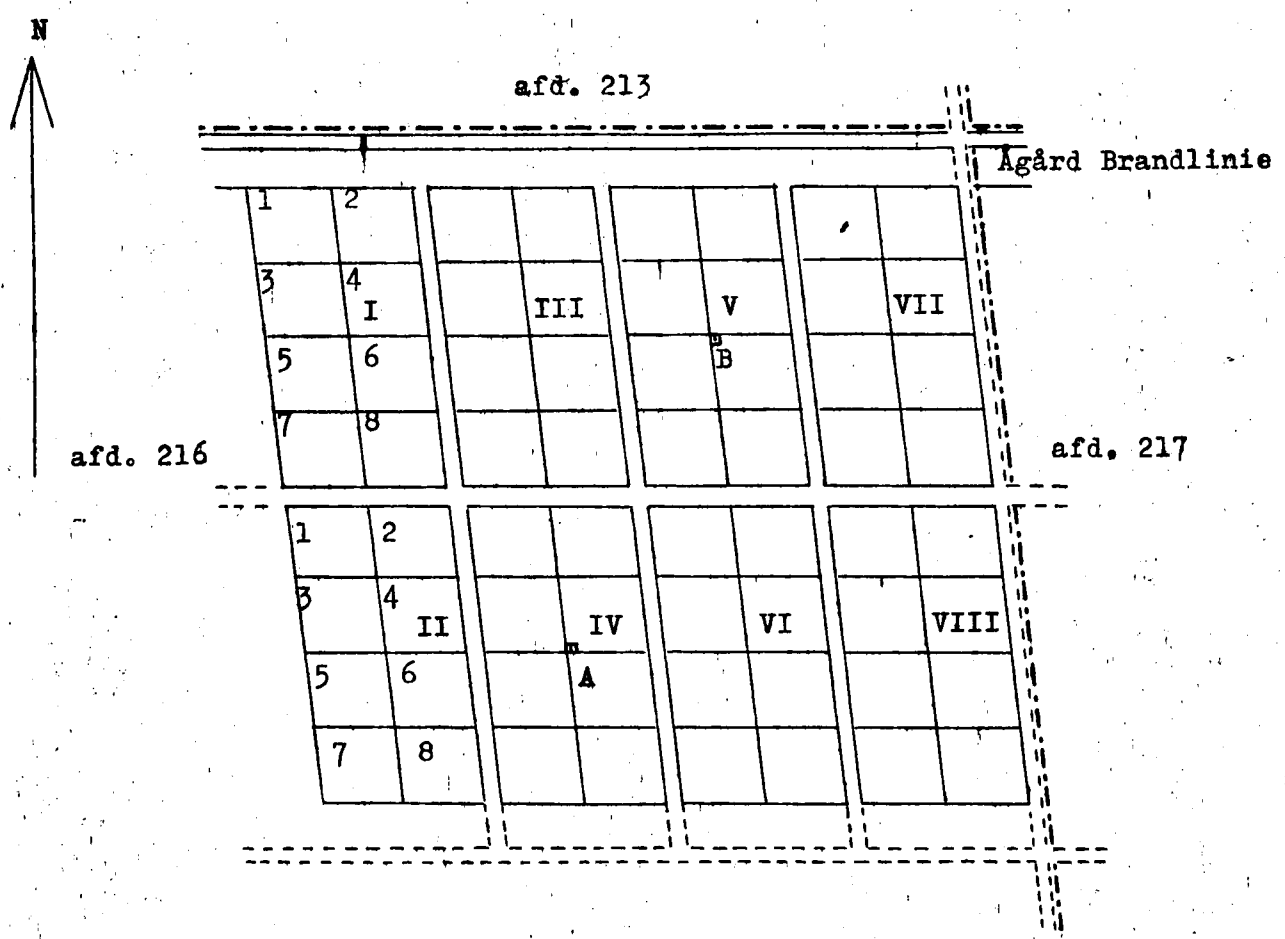 N
afd. 213
Ågård Brandlinie
1 2
3 4
I III V VII
5 6
B
7 8
afd. 216
afd. 217
1 2
3 4
II IV VI VIII
5 6
A
7 8